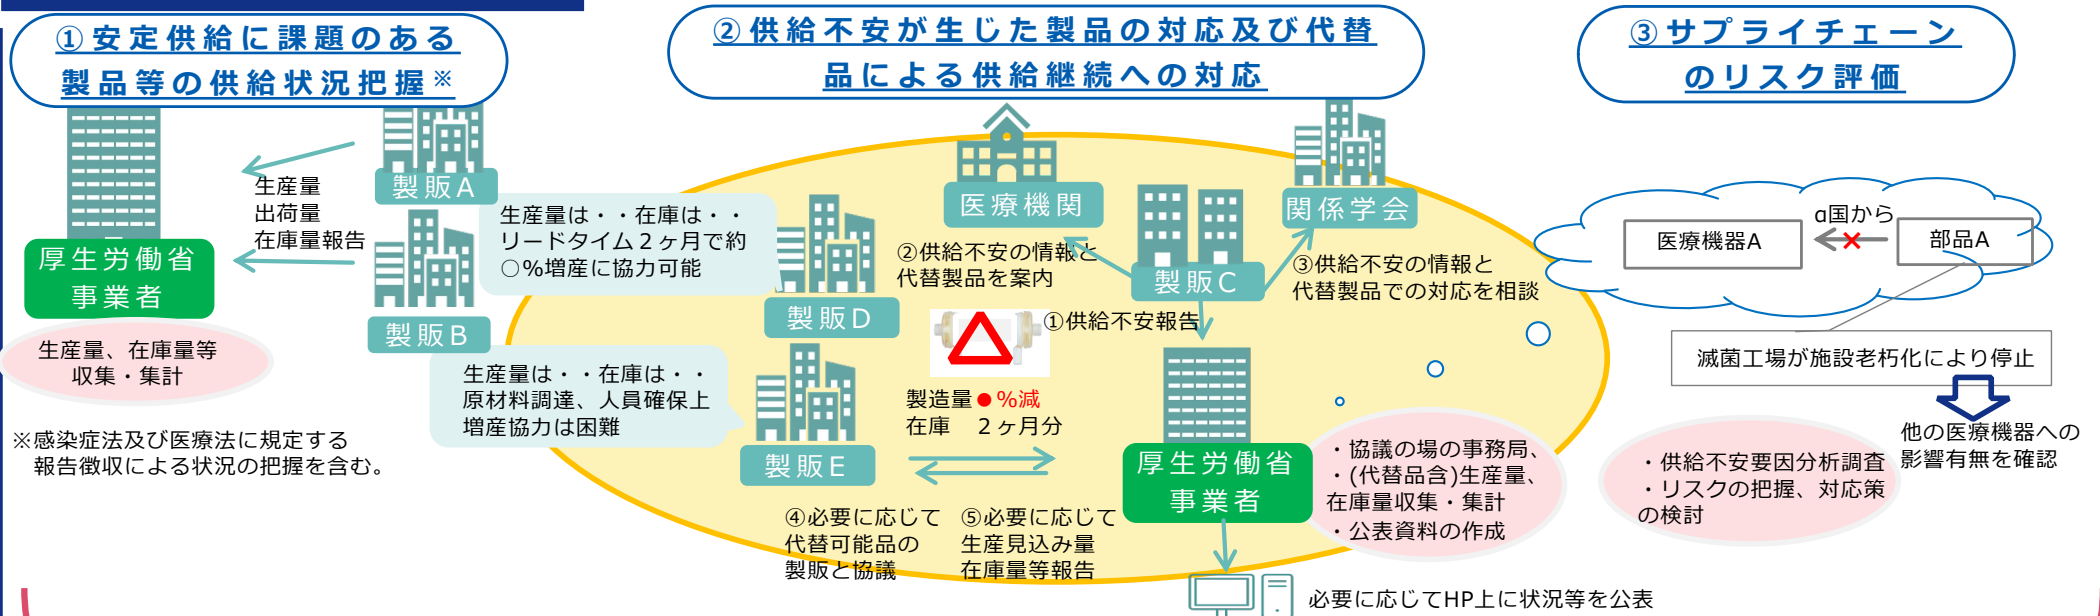 ①安定供給に課題のある
製品等の供給状況把握※
生産量
出荷量
在庫量報告
製販A
製販B
厚生労働省
事業者
生産量、在庫量等
収集・集計
※感染症法及び医療法に規定する
報告徴収による状況の把握を含む。
②供給不安が生じた製品の対応及び代替
品による供給継続への対応
生産量は・・在庫は・・
リードタイム２ヶ月で約
○％増産に協力可能
製販D
生産量は・・在庫は・・
原材料調達、人員確保上
増産協力は困難
製販E
医療機関
②供給不安の情報と
代替製品を案内
製販C
関係学会
③供給不安の情報と
代替製品での対応を相談
①供給不安報告
製造量●％減
在庫　２ヶ月分
④必要に応じて
代替可能品の
製販と協議
⑤必要に応じて
生産見込み量
在庫量等報告
厚生労働省
事業者
・協議の場の事務局、
・(代替品含)生産量、
在庫量収集・集計
・公表資料の作成
必要に応じてHP上に状況等を公表
③サプライチェーン
のリスク評価
医療機器A
α国から
部品A
滅菌工場が施設老朽化により停止
他の医療機器への
影響有無を確認
・供給不安要因分析調査
・リスクの把握、対応策
の検討